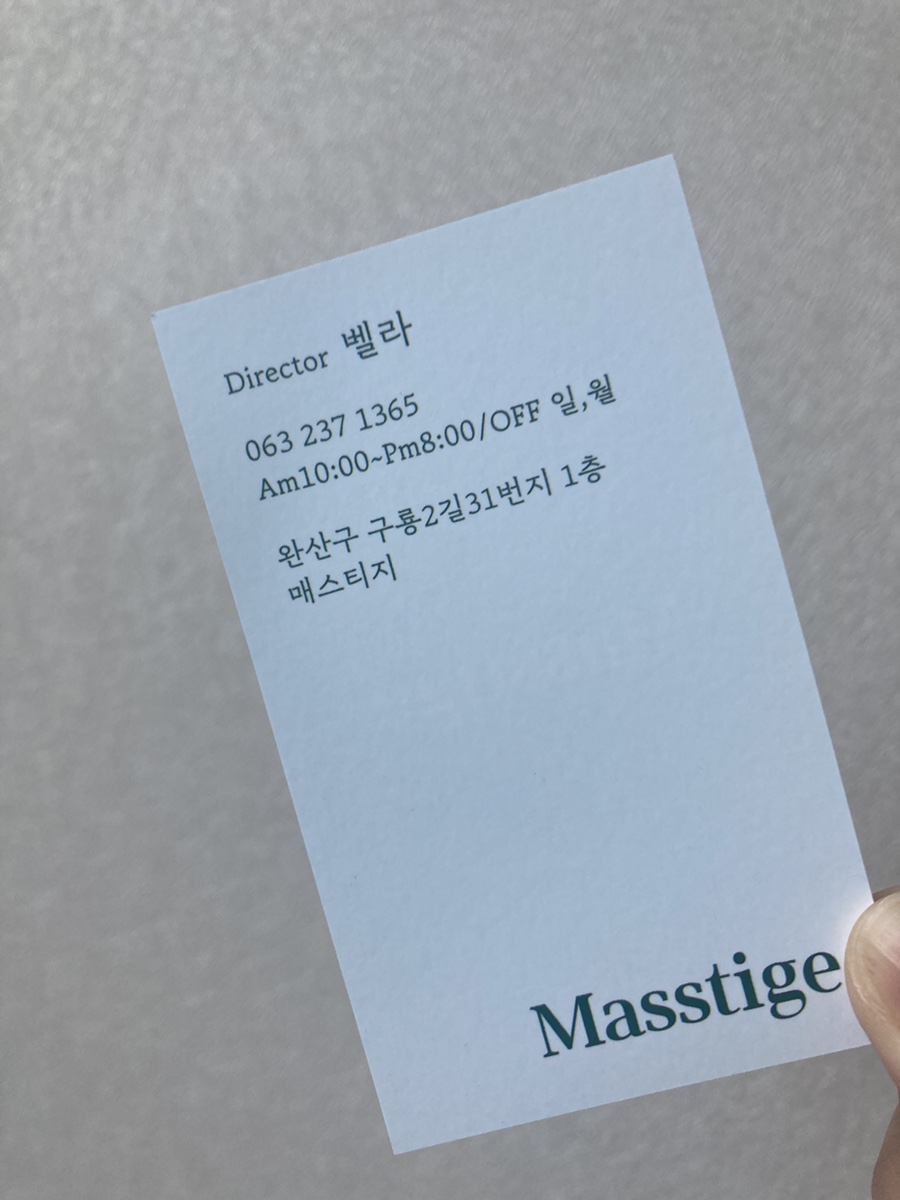 Director 벨라
063 237 1365
Am10:00~Pm8:00/OFF 일,월
완산구 구룡2길31번지 1층
매스티지
Masstige